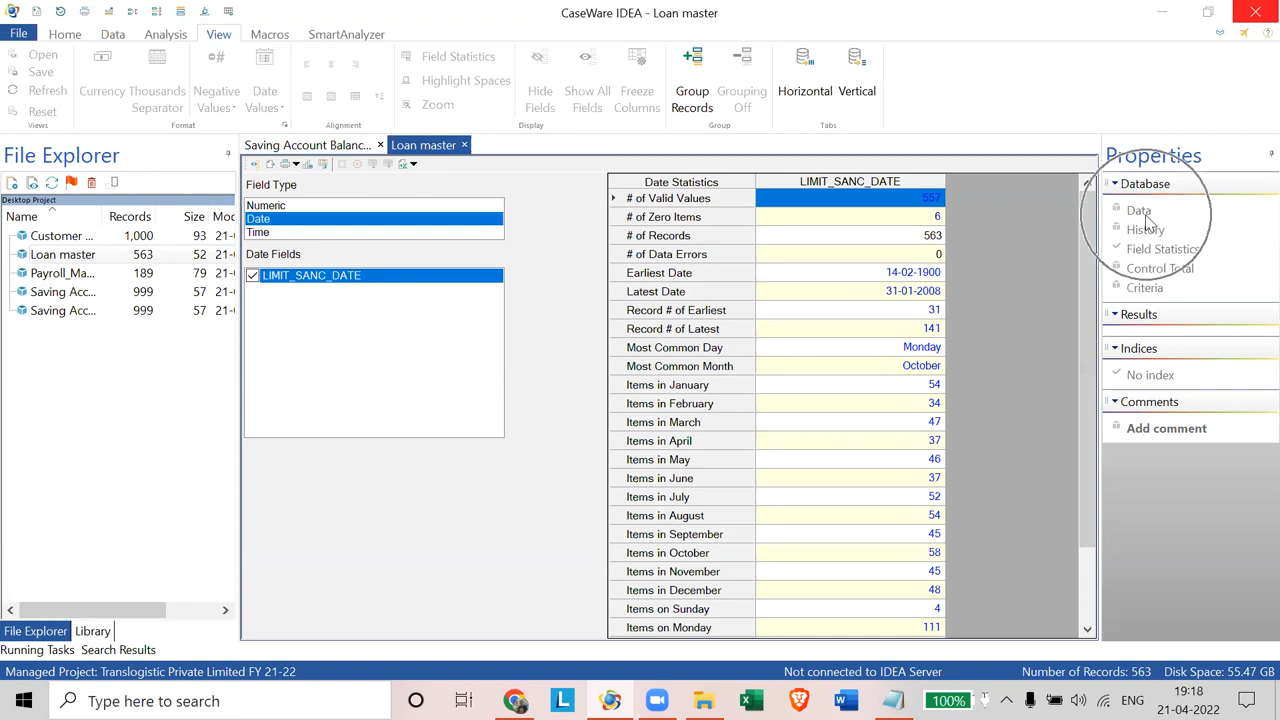 CaseWare IDEA - Loan master
File Home Data Analysis View Macros SmartAnalyzer
Open
Save
Refresh
Reset
Views
Currency Thousands Separator Negative Values Date Values
Format
Alignment
Field Statistics
Highlight Spaces
Zoom
Hide Fields Show All Fields Freeze Columns
Display
Group Records Grouping Off
Group
Horizontal Vertical
Tabs
File Explorer
Desktop Project
Name Records Size Mo
Customer ... 1,000 93 21-
Loan master 563 52 21-
Payroll_Ma... 189 79 21-
Saving Acc... 999 57 21-
Saving Acc... 999 57 21-
File Explorer Library
Running Tasks Search Results
Saving Account Balanc... × Loan master ×
Field Type
Numeric
Date
Time
Date Fields
LIMIT_SANC_DATE
Date Statistics LIMIT_SANC_DATE
# of Valid Values 557
# of Zero Items 6
# of Records 563
# of Data Errors 0
Earliest Date 14-02-1900
Latest Date 31-01-2008
Record # of Earliest 31
Record # of Latest 141
Most Common Day Monday
Most Common Month October
Items in January 54
Items in February 34
Items in March 47
Items in April 37
Items in May 46
Items in June 37
Items in July 52
Items in August 54
Items in September 45
Items in October 58
Items in November 45
Items in December 48
Items on Sunday 4
Items on Monday 111
Properties
Database
Data
History
Field Statistics
Control Total
Criteria
Results
Indices
No index
Comments
Add comment
Managed Project: Translogistic Private Limited FY 21-22 Not connected to IDEA Server Number of Records: 563 Disk Space: 55.47 GB
Type here to search
100%
ENG
19:18
21-04-2022